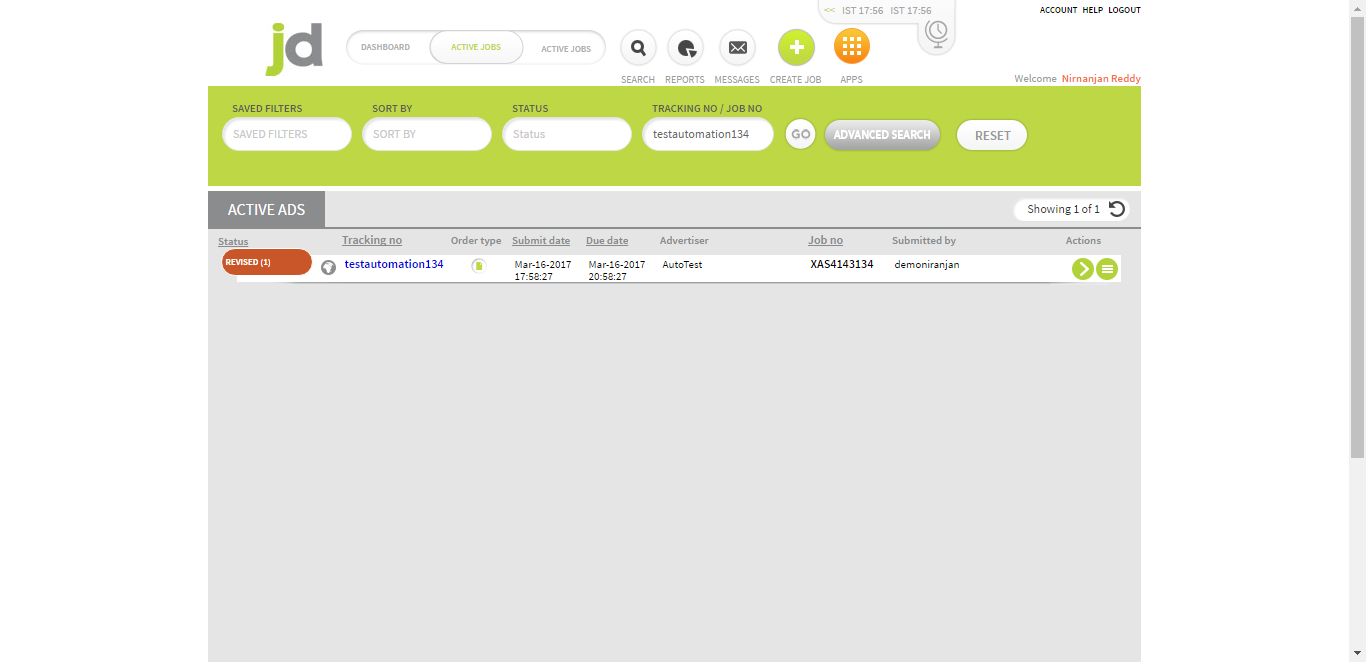 << IST 17:56 IST 17:56
ACCOUNT HELP LOGOUT
jd
DASHBOARD ACTIVE JOBS ACTIVE JOBS
SEARCH REPORTS MESSAGES CREATE JOB APPS
Welcome Nirnanjan Reddy
SAVED FILTERS SORT BY STATUS TRACKING NO / JOB NO
SAVED FILTERS SORT BY Status testautomation134 GO ADVANCED SEARCH RESET
ACTIVE ADS Showing 1 of 1
Status Tracking no Order type Submit date Due date Advertiser Job no Submitted by Actions
REVISED (1) testautomation134 Mar-16-2017 Mar-16-2017 AutoTest XAS4143134 demoniranjan
17:58:27 20:58:27